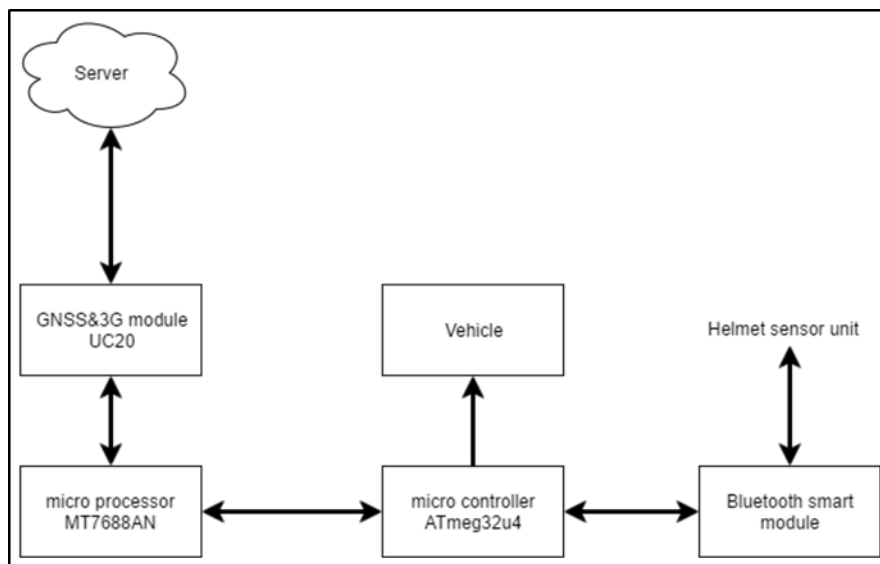 Server
GNSS&3G module
UC20
Vehicle
Helmet sensor unit
micro processor
MT7688AN
micro controller
ATmeg32u4
Bluetooth smart
module